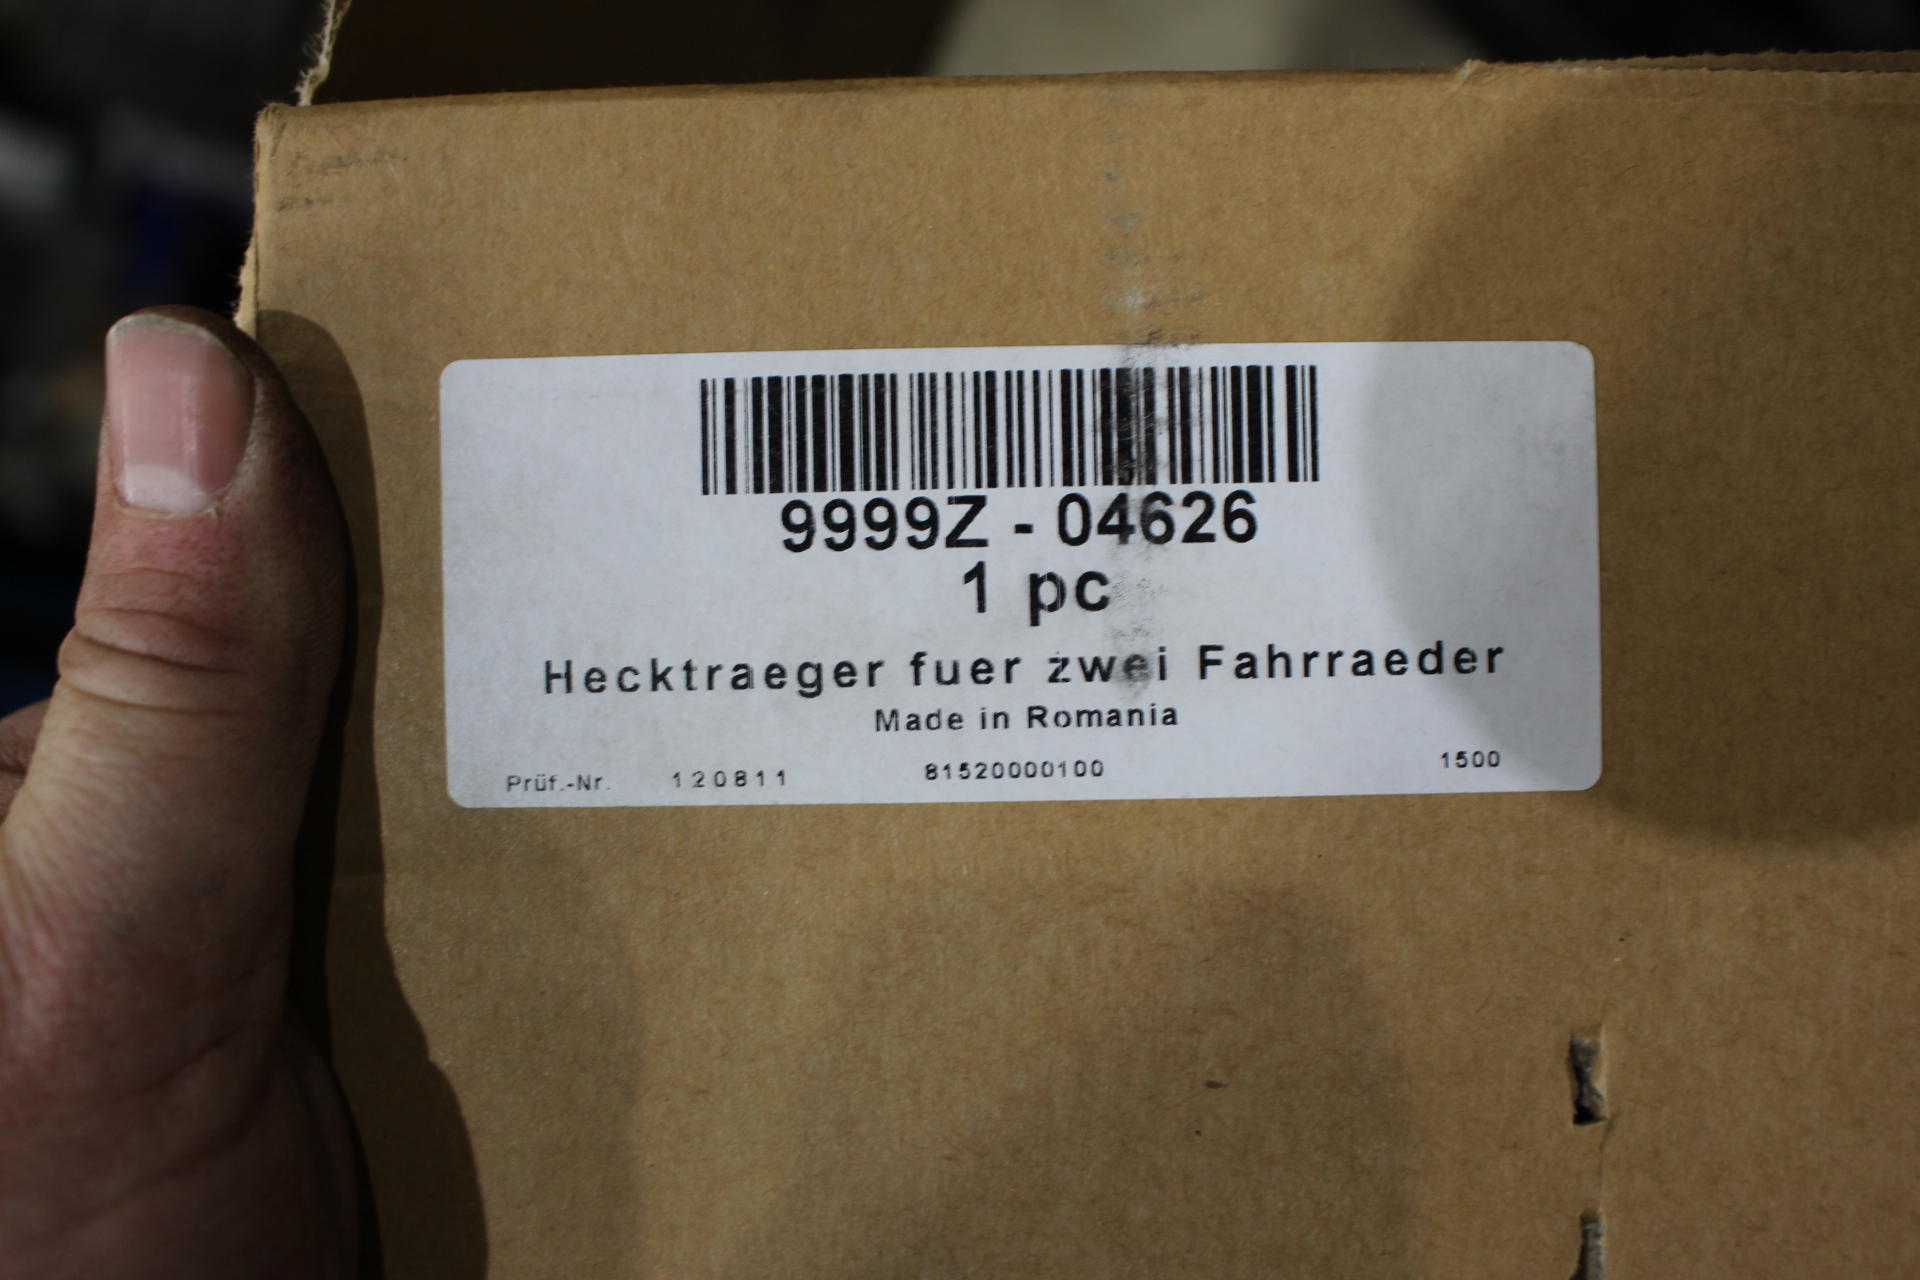 9999Z - 04626
1 pc
Hecktraeger fuer zwei Fahrraeder
Made in Romania
Prüf.-Nr. 120811 81520000100 1500